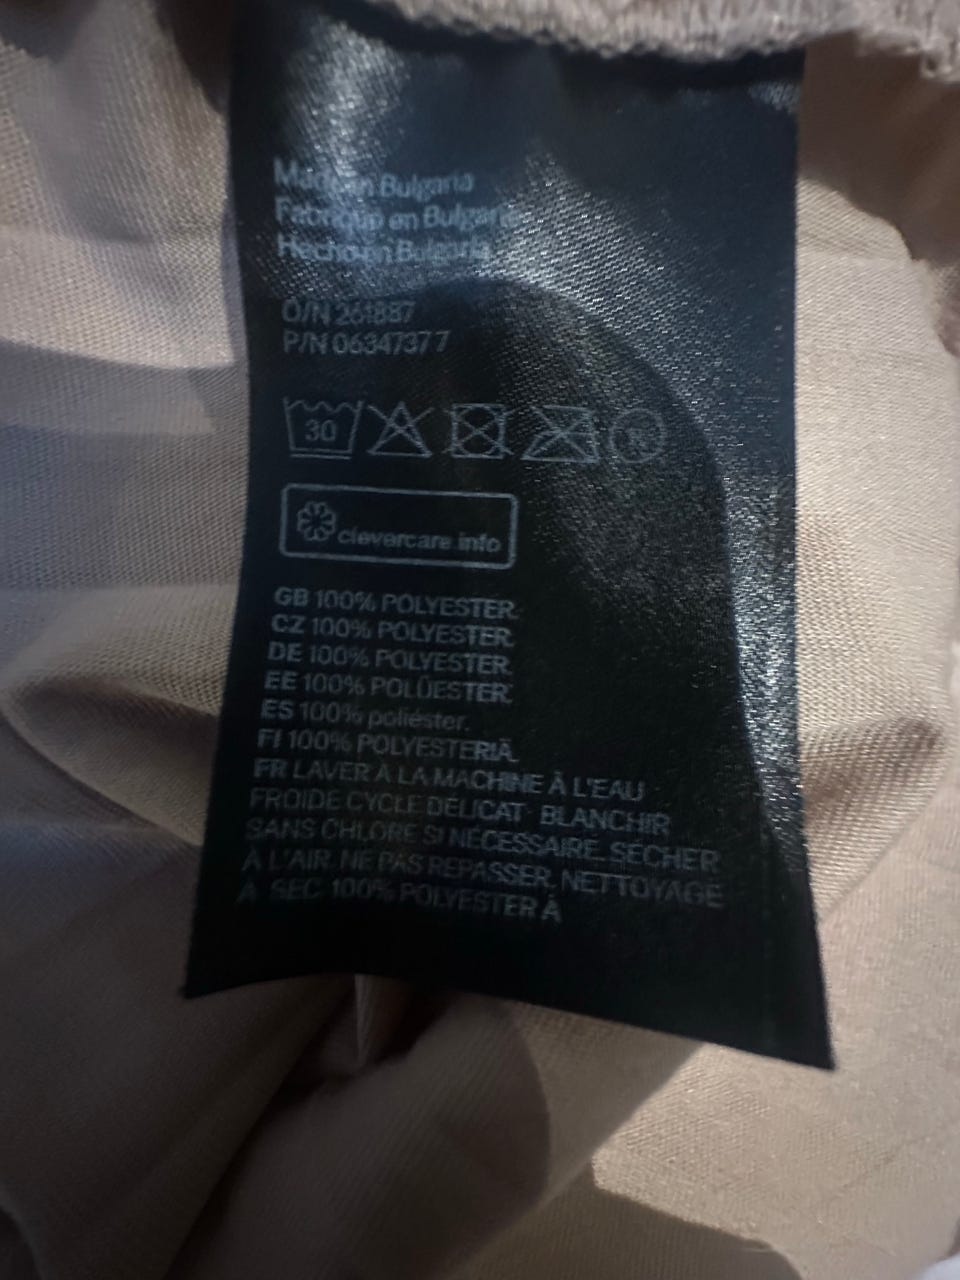 Made in Bulgaria
Fabriqué en Bulgarie
Hecho en Bulgaria
O/N 261887
P/N 06347377
30
clevercare.info
GB 100% POLYESTER.
CZ 100% POLYESTER.
DE 100% POLYESTER.
EE 100% POLÜESTER.
ES 100% poliéster.
FI 100% POLYESTERIÄ.
FR LAVER À LA MACHINE À L'EAU
FROIDE CYCLE DÉLICAT BLANCHIR
SANS CHLORE SI NÉCESSAIRE. SÉCHER
À L'AIR. NE PAS REPASSER. NETTOYAGE
À SEC 100% POLYESTER Â